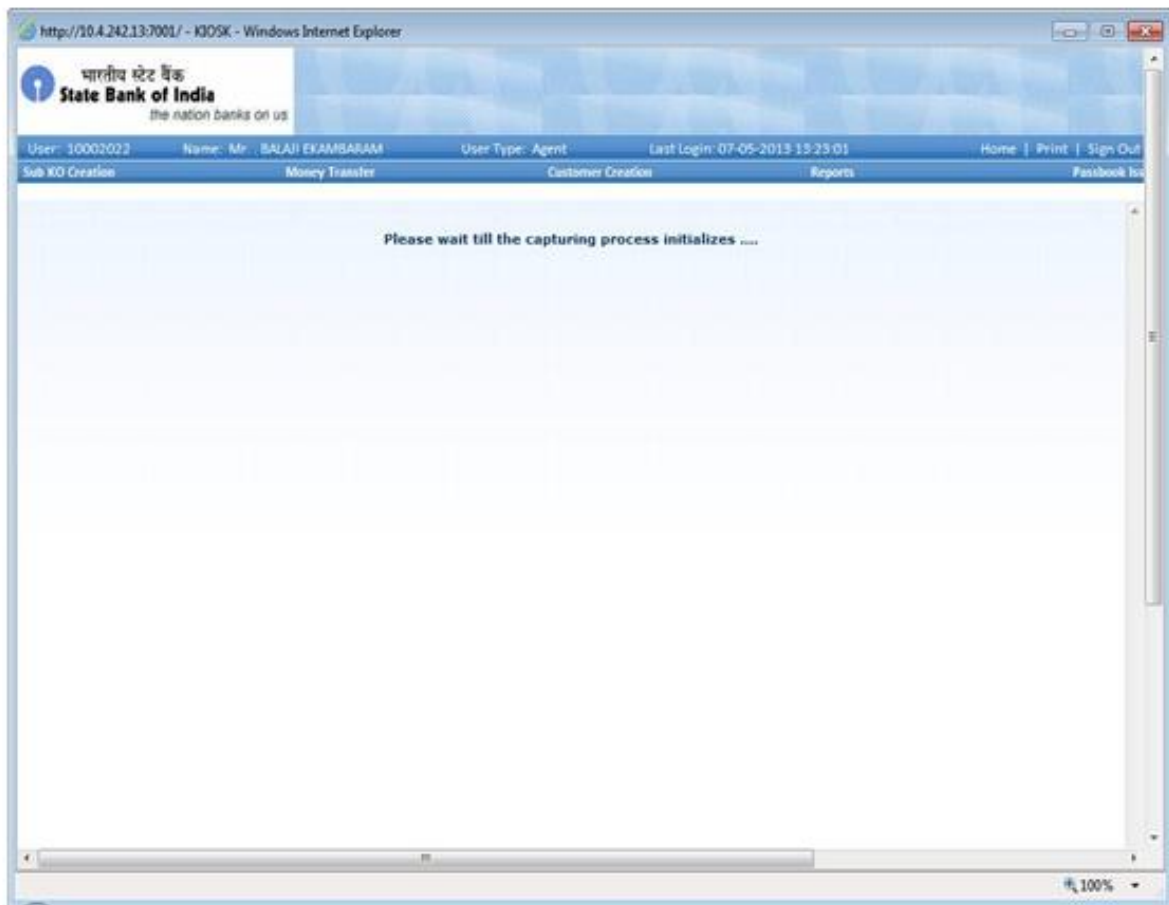 http://10.4.242.13:7001/ - KIOSK - Windows Internet Explorer
भारतीय स्टेट बैंक
State Bank of India
the nation banks on us
User: 10002022 Name: Mr. . BALAJI EKAMBARAM User Type: Agent Last Login: 07-05-2013 13:23:01 Home | Print | Sign Out
Sub KO Creation Money Transfer Customer Creation Reports Passbook Iss
Please wait till the capturing process initializes ....
100%